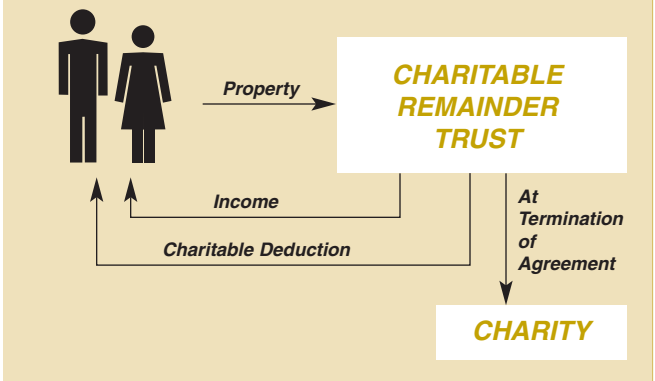 CHARITABLE
REMAINDER
TRUST
Property
Income
Charitable Deduction
At
Termination
of
Agreement
CHARITY